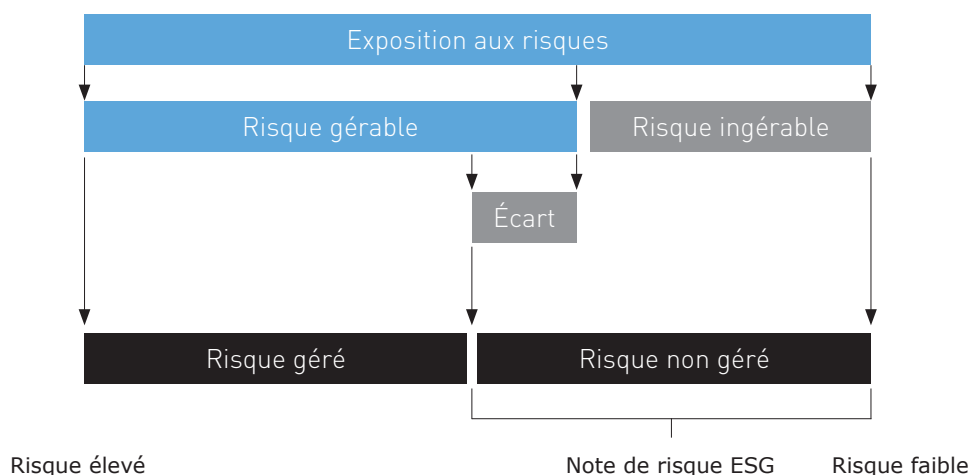 Exposition aux risques
Risque gérable Risque ingérable
Écart
Risque géré Risque non géré
Risque élevé Note de risque ESG Risque faible